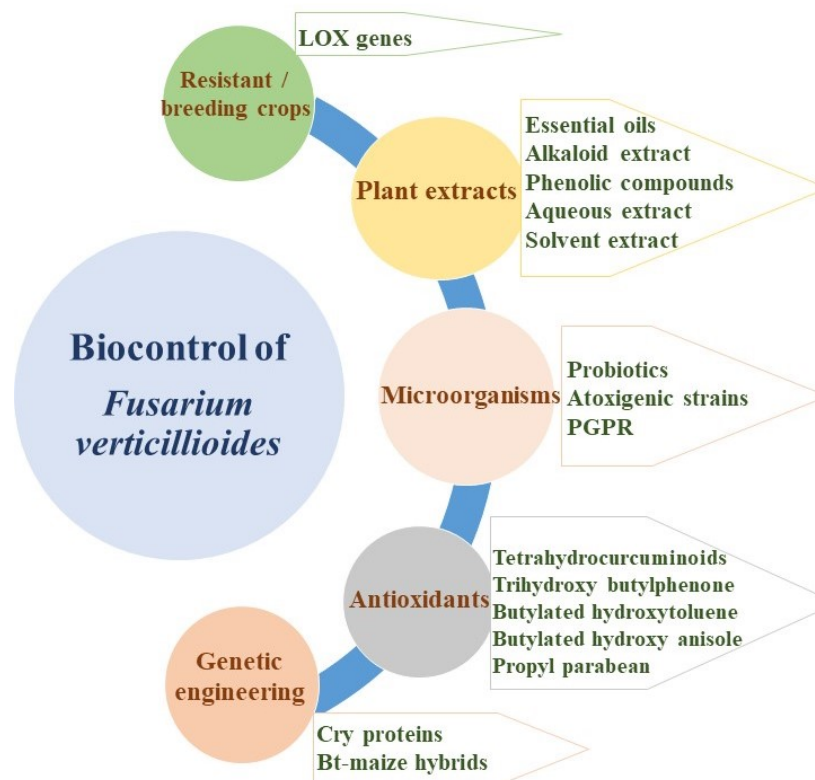 LOX genes
Resistant /
breeding crops
Essential oils
Alkaloid extract
Phenolic compounds
Aqueous extract
Solvent extract
Plant extracts
Biocontrol of
Fusarium
verticillioides
Probiotics
Atoxigenic strains
PGPR
Microorganisms
Tetrahydrocurcuminoids
Trihydroxy butylphenone
Butylated hydroxytoluene
Butylated hydroxy anisole
Propyl parabean
Antioxidants
Genetic
engineering
Cry proteins
Bt-maize hybrids